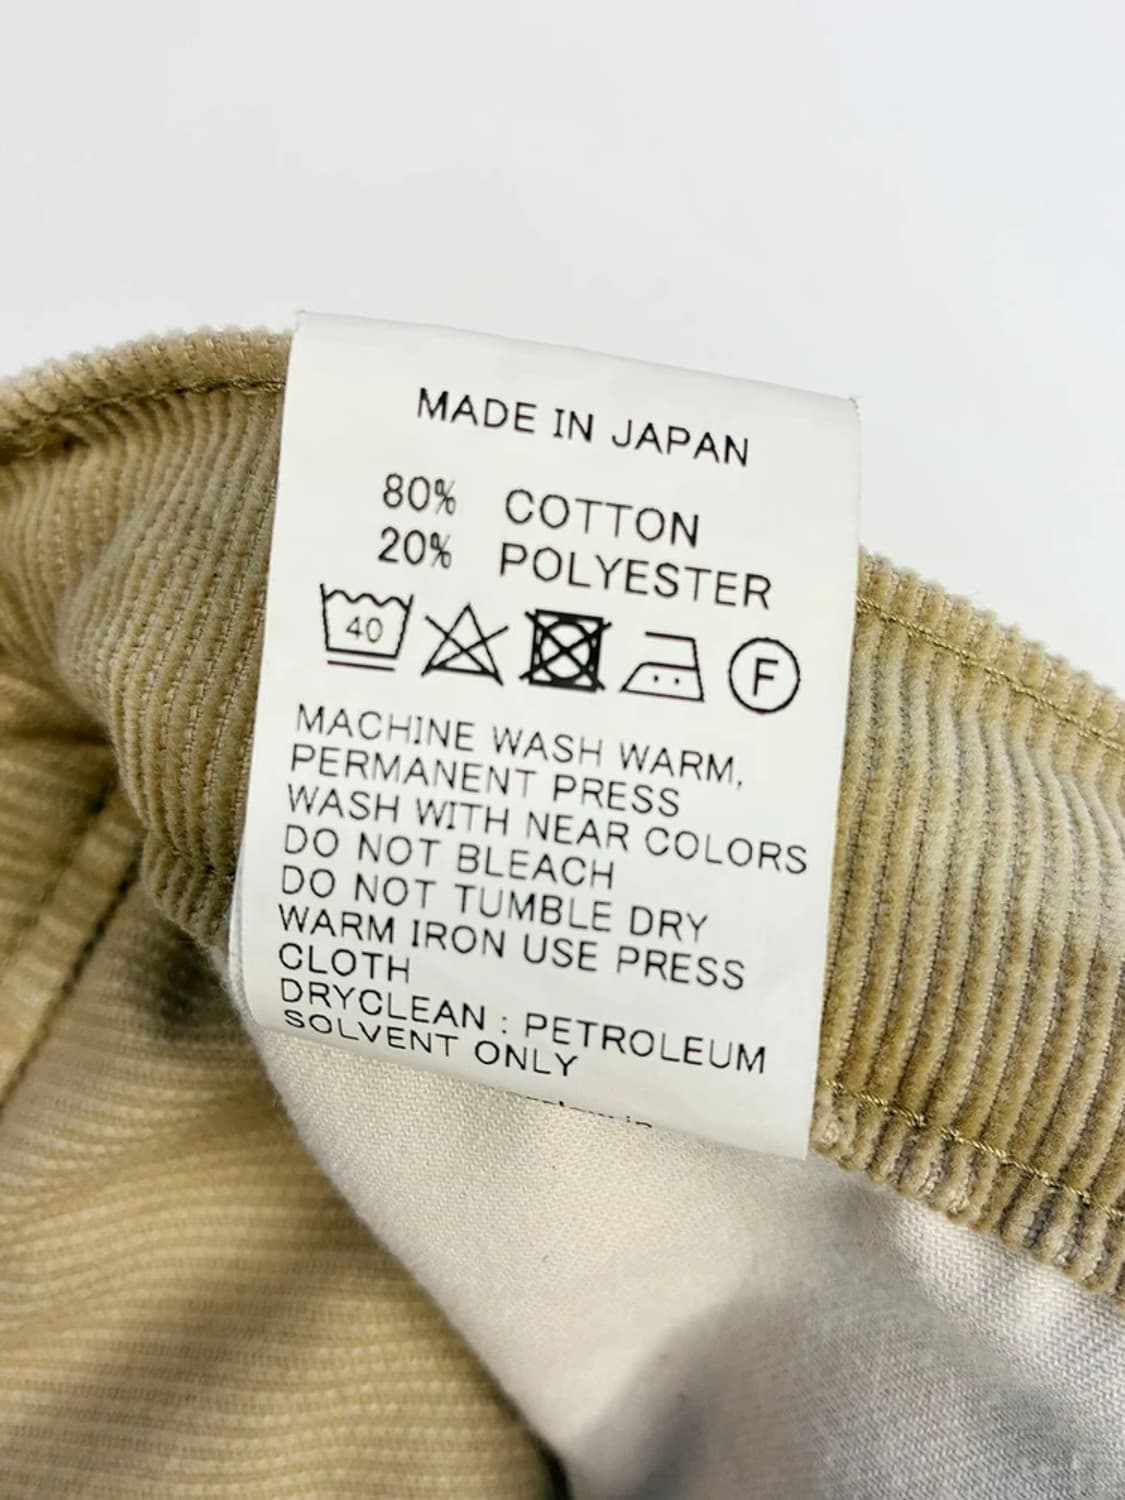 MADE IN JAPAN
80% COTTON
20% POLYESTER
40 F
MACHINE WASH WARM,
PERMANENT PRESS
WASH WITH NEAR COLORS
DO NOT BLEACH
DO NOT TUMBLE DRY
WARM IRON USE PRESS
CLOTH
DRYCLEAN : PETROLEUM
SOLVENT ONLY